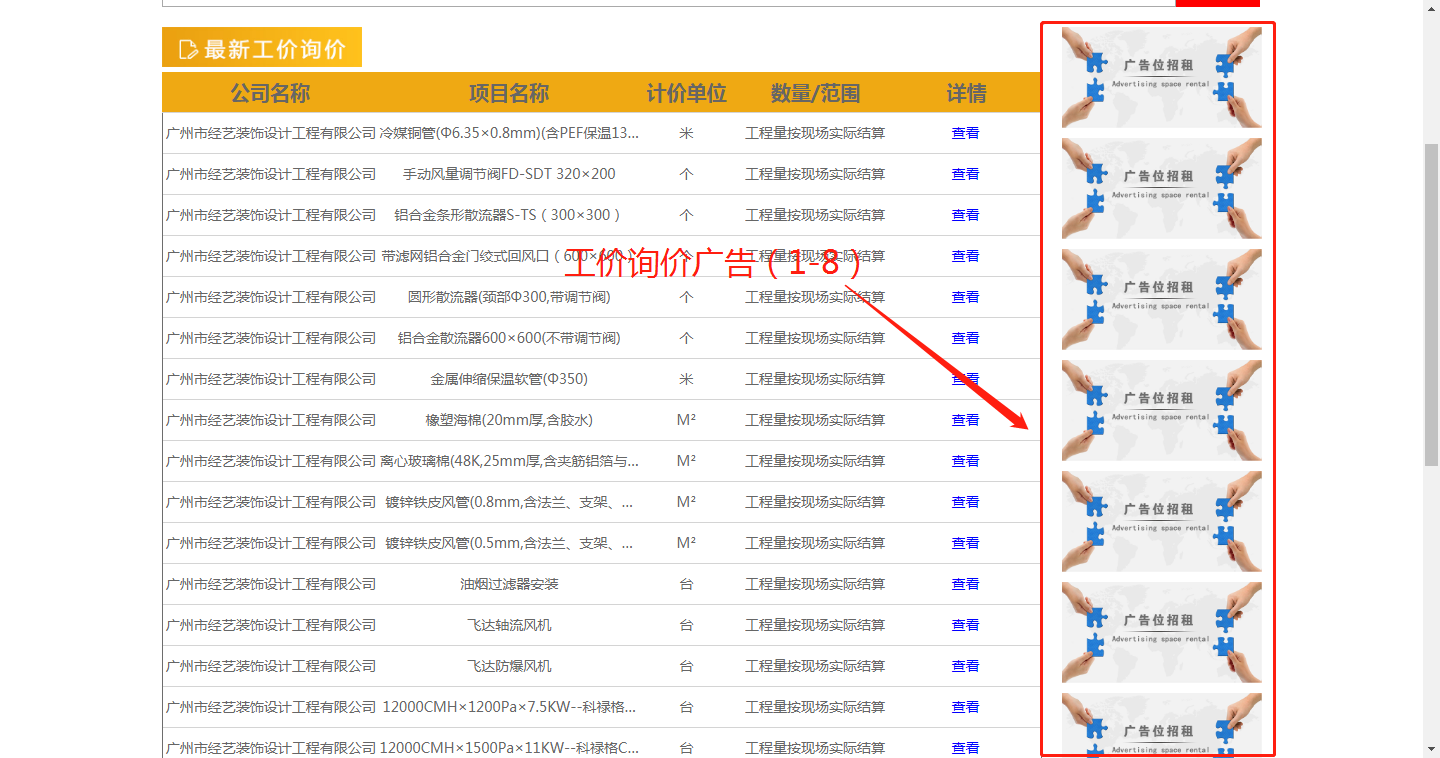 最新工价询价
公司名称 项目名称 计价单位 数量/范围 详情
广州市经艺装饰设计工程有限公司 冷媒铜管(Φ6.35×0.8mm)(含PEF保温13... 米 工程量按现场实际结算 查看
广州市经艺装饰设计工程有限公司 手动风量调节阀FD-SDT 320×200 个 工程量按现场实际结算 查看
广州市经艺装饰设计工程有限公司 铝合金条形散流器S-TS（300×300） 个 工程量按现场实际结算 查看
广州市经艺装饰设计工程有限公司 带滤网铝合金门绞式回风口（600×600） 个 工程量按现场实际结算 查看
工价询价广告（1-8）
广州市经艺装饰设计工程有限公司 圆形散流器(颈部Φ300,带调节阀) 个 工程量按现场实际结算 查看
广州市经艺装饰设计工程有限公司 铝合金散流器600×600(不带调节阀) 个 工程量按现场实际结算 查看
广州市经艺装饰设计工程有限公司 金属伸缩保温软管(Φ350) 米 工程量按现场实际结算 查看
广州市经艺装饰设计工程有限公司 橡塑海棉(20mm厚,含胶水) M² 工程量按现场实际结算 查看
广州市经艺装饰设计工程有限公司 离心玻璃棉(48K,25mm厚,含夹筋铝箔与... M² 工程量按现场实际结算 查看
广州市经艺装饰设计工程有限公司 镀锌铁皮风管(0.8mm,含法兰、支架、... M² 工程量按现场实际结算 查看
广州市经艺装饰设计工程有限公司 镀锌铁皮风管(0.5mm,含法兰、支架、... M² 工程量按现场实际结算 查看
广州市经艺装饰设计工程有限公司 油烟过滤器安装 台 工程量按现场实际结算 查看
广州市经艺装饰设计工程有限公司 飞达轴流风机 台 工程量按现场实际结算 查看
广州市经艺装饰设计工程有限公司 飞达防爆风机 台 工程量按现场实际结算 查看
广州市经艺装饰设计工程有限公司 12000CMH×1200Pa×7.5KW--科禄格... 台 工程量按现场实际结算 查看
广州市经艺装饰设计工程有限公司 12000CMH×1500Pa×11KW--科禄格C... 台 工程量按现场实际结算 查看
广告位招租
Advertising space rental
广告位招租
Advertising space rental
广告位招租
Advertising space rental
广告位招租
Advertising space rental
广告位招租
Advertising space rental
广告位招租
Advertising space rental
广告位招租
Advertising space rental